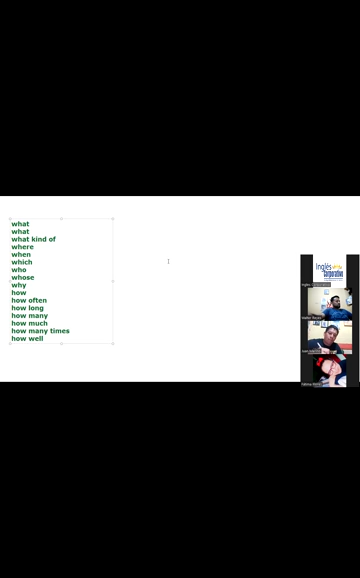 what
what
what kind of
where
when
which
who
whose
why
how
how often
how long
how many
how much
how many times
how well
Inglés
corporativo